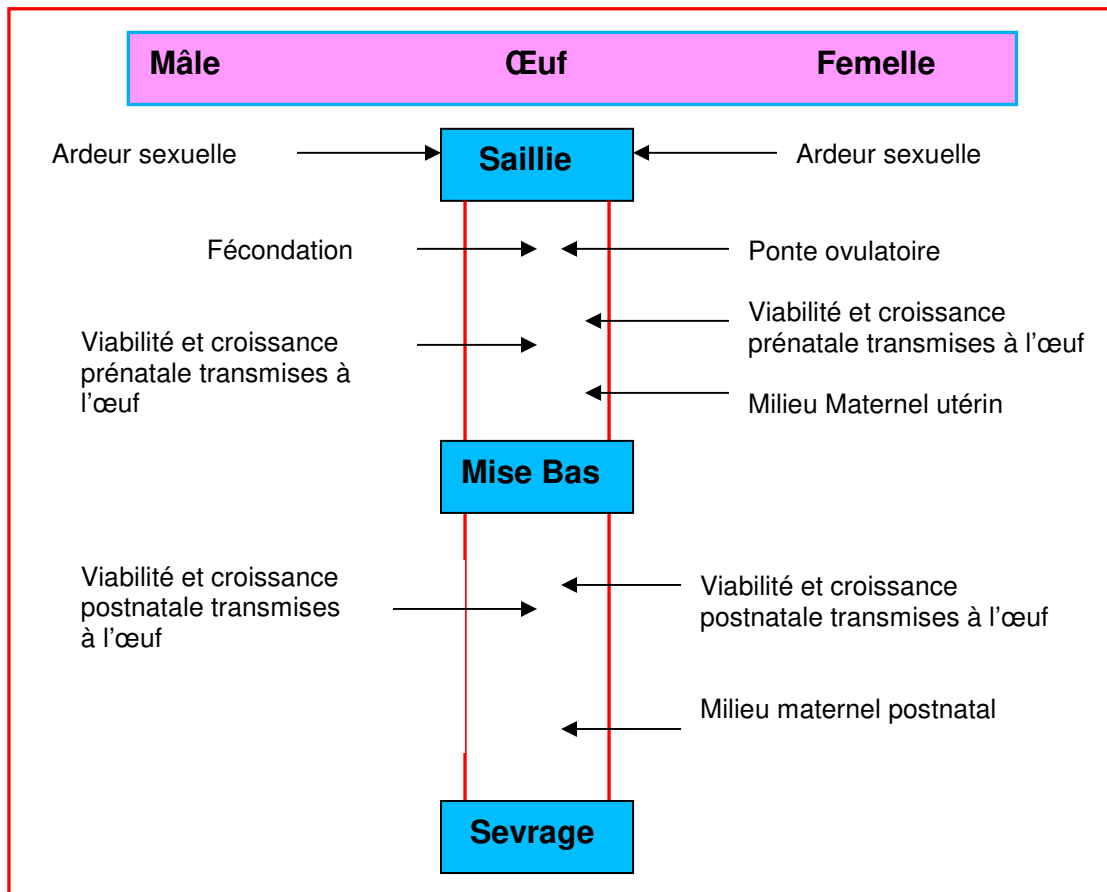 Mâle Œuf Femelle
Ardeur sexuelle
Saillie
Ardeur sexuelle
Fécondation
Ponte ovulatoire
Viabilité et croissance
prénatale transmises à
l’œuf
Viabilité et croissance
prénatale transmises à l’œuf
Milieu Maternel utérin
Mise Bas
Viabilité et croissance
postnatale transmises
à l’œuf
Viabilité et croissance
postnatale transmises à l’œuf
Milieu maternel postnatal
Sevrage